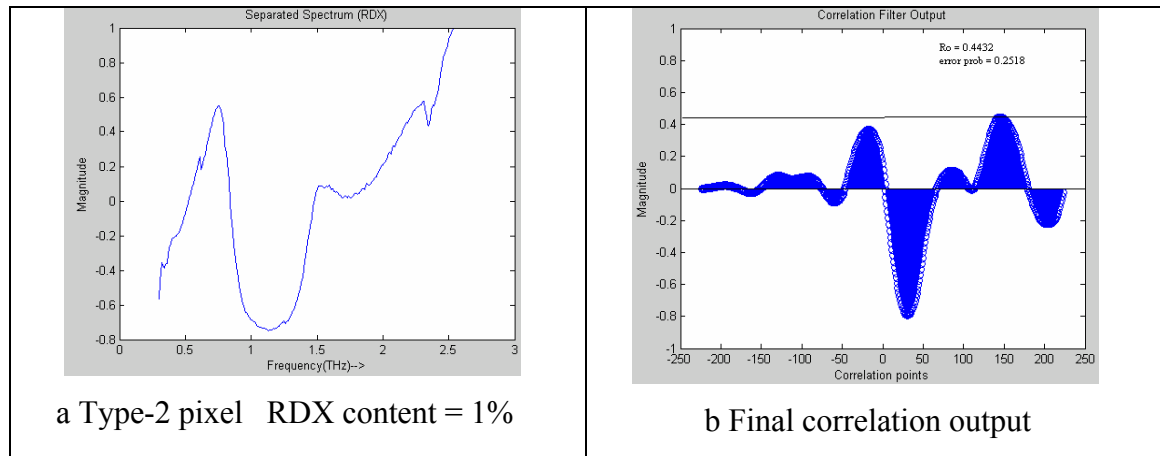 Separated Spectrum (RDX)
1
0.8
0.6
0.4
0.2
0
-0.2
-0.4
-0.6
-0.8
Magnitude
0 0.5 1 1.5 2 2.5 3
Frequency(THz)-->
a Type-2 pixel RDX content = 1%
Correlation Filter Output
Ro = 0.4432
error prob = 0.2518
1
0.8
0.6
0.4
0.2
0
-0.2
-0.4
-0.6
-0.8
-1
Magnitude
-250 -200 -150 -100 -50 0 50 100 150 200 250
Correlation points
b Final correlation output